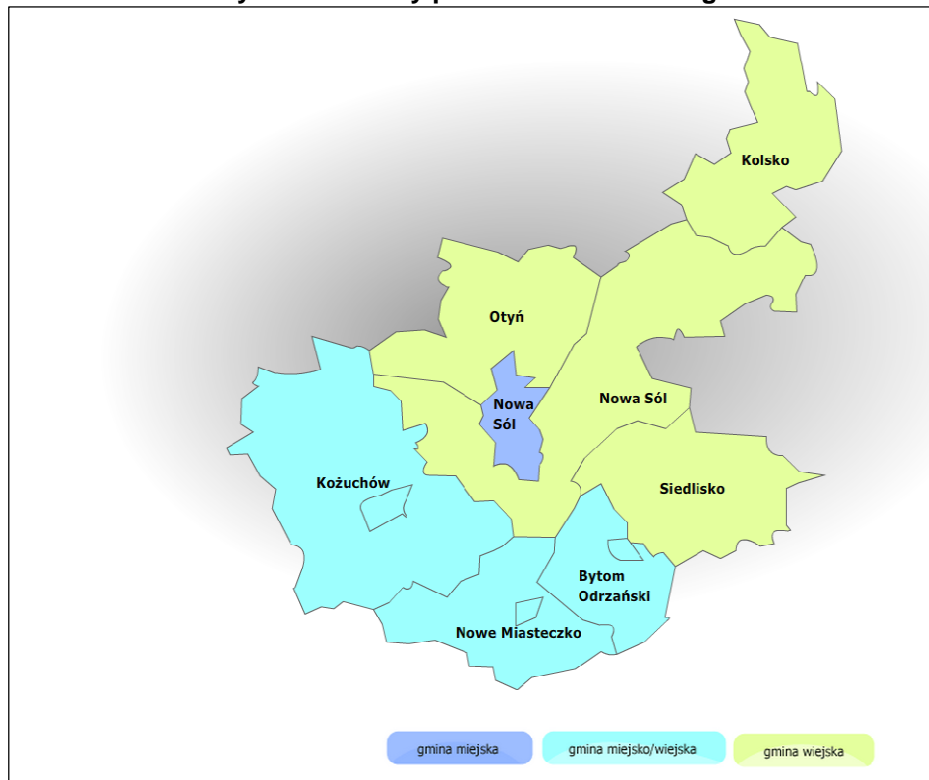 Kolsko
Otyń
Nowa
Sól
Nowa Sól
Kożuchów
Siedlisko
Bytom
Odrzański
Nowe Miasteczko
gmina miejska
gmina miejsko/wiejska
gmina wiejska